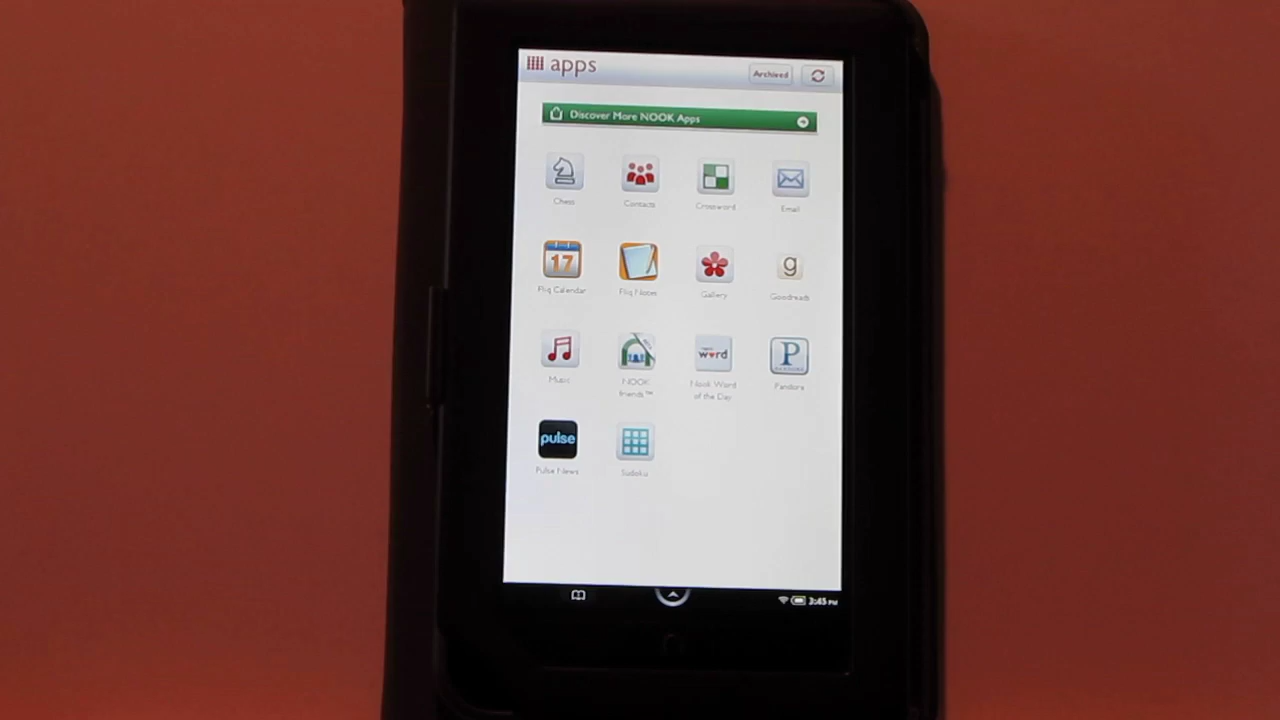 apps
Archived
Discover More NOOK Apps
Chess
Contacts
Crossword
Email
17
Fliq Calendar
Fliq Notes
Gallery
g
Goodreads
Music
NOOK
friends™
word
Nook Word
of the Day
P
PANDORA
Pandora
pulse
Pulse News
Sudoku
3:45 PM